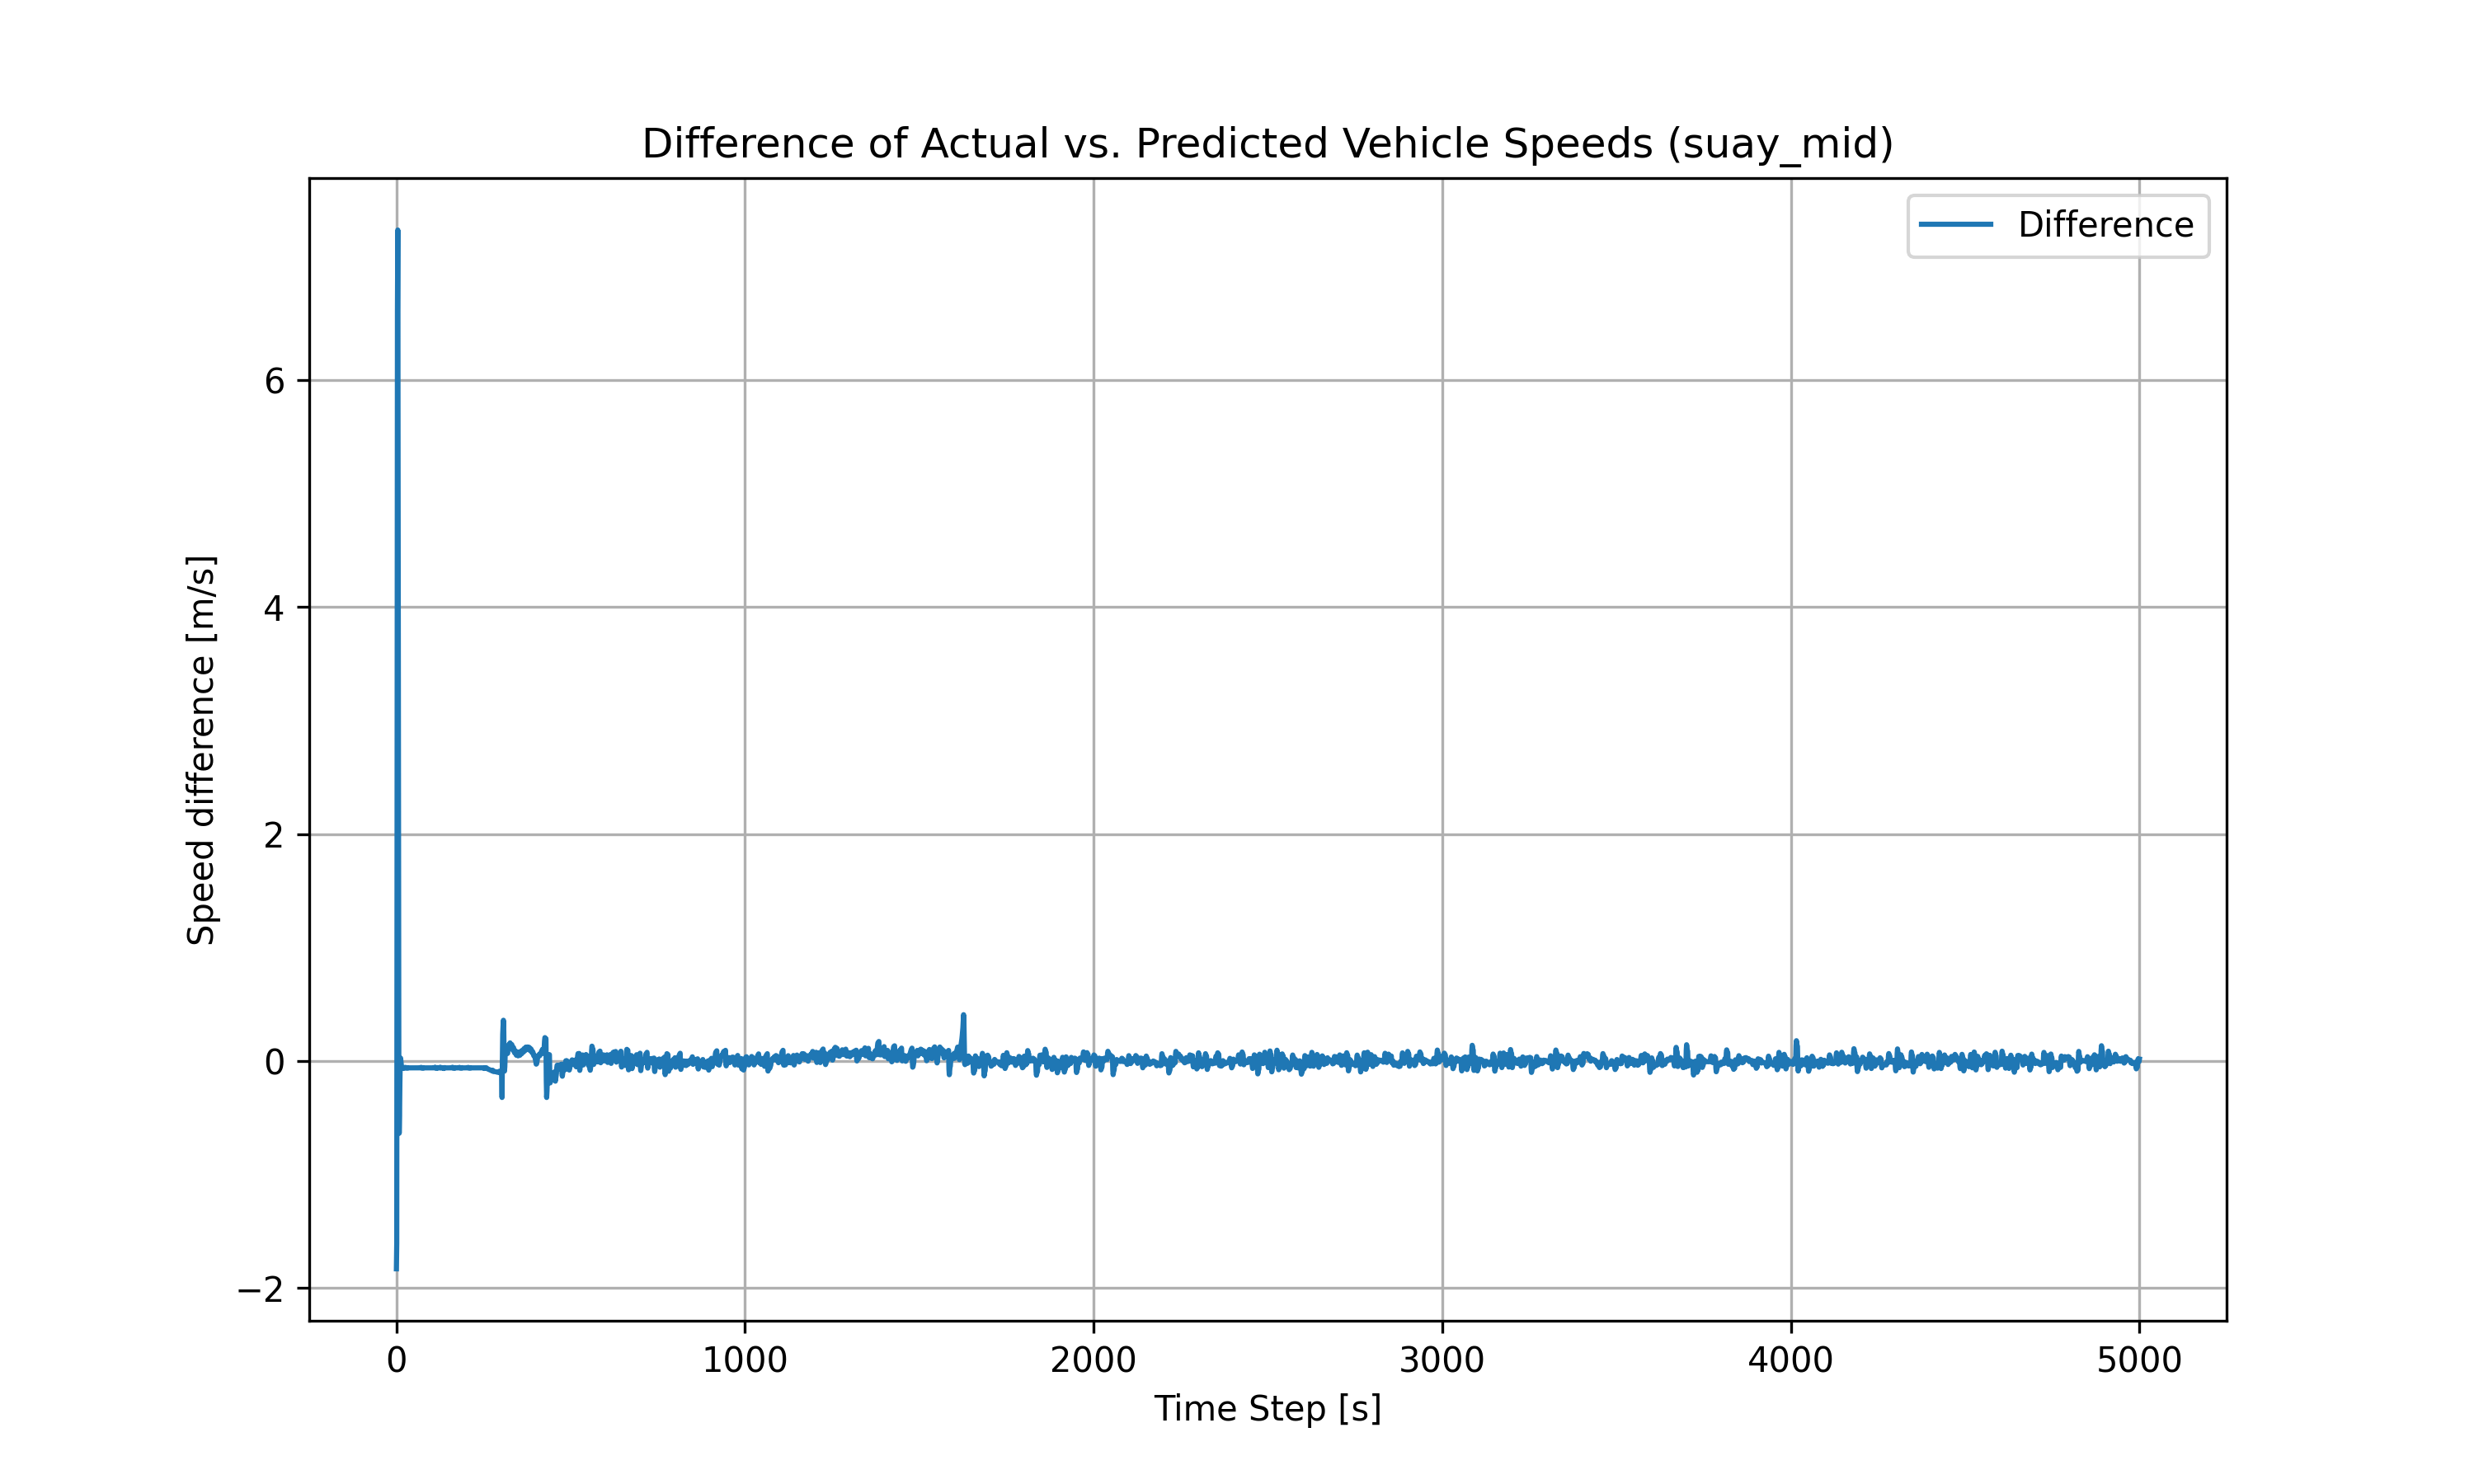 Difference of Actual vs. Predicted Vehicle Speeds (suay_mid)
Difference
Speed difference [m/s]
6
4
2
0
−2
0 1000 2000 3000 4000 5000
Time Step [s]